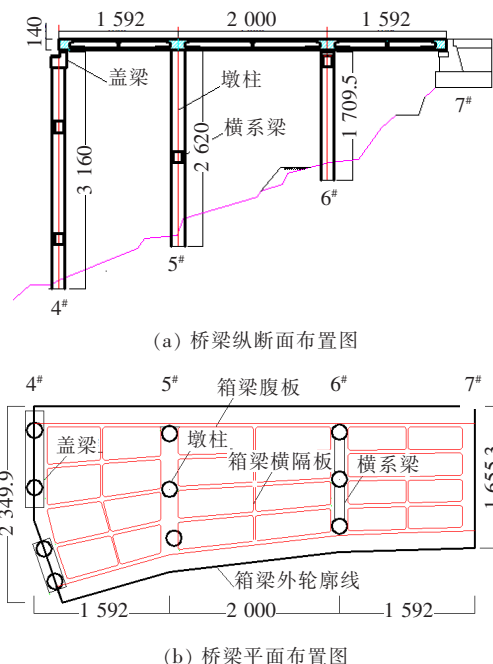 1 592 2 000 1 592
140
盖梁
墩柱
横系梁
3 160
2 620
1 709.5
7#
6#
5#
4#
(a) 桥梁纵断面布置图
4# 5# 6# 7#
箱梁腹板
盖梁
墩柱
箱梁横隔板
横系梁
2 349.9
1 655.3
箱梁外轮廓线
1 592 2 000 1 592
(b) 桥梁平面布置图